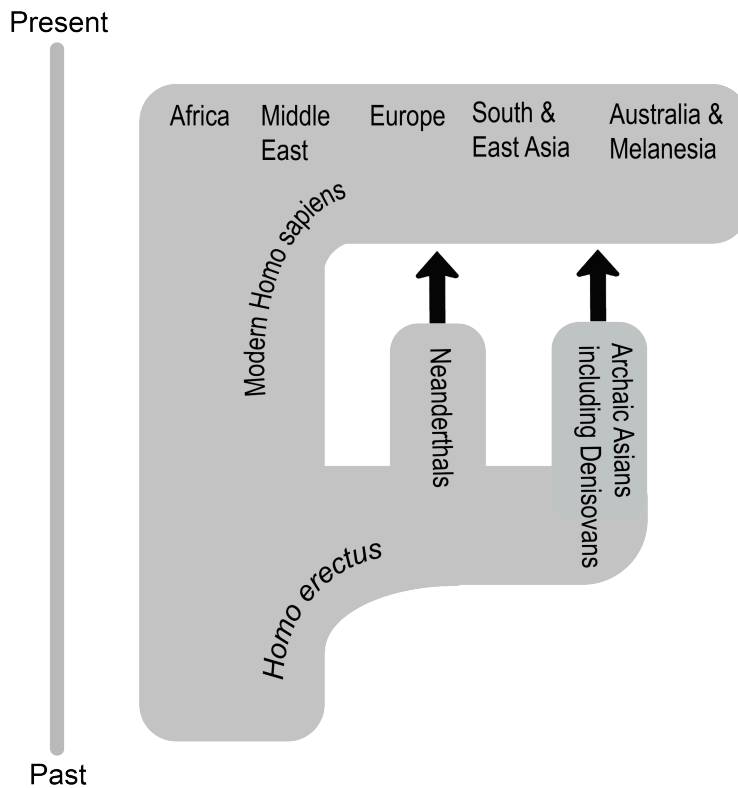 Present
Africa
Middle
East
Europe
South &
East Asia
Australia &
Melanesia
Modern Homo sapiens
Neanderthals
Archaic Asians
including Denisovans
Homo erectus
Past